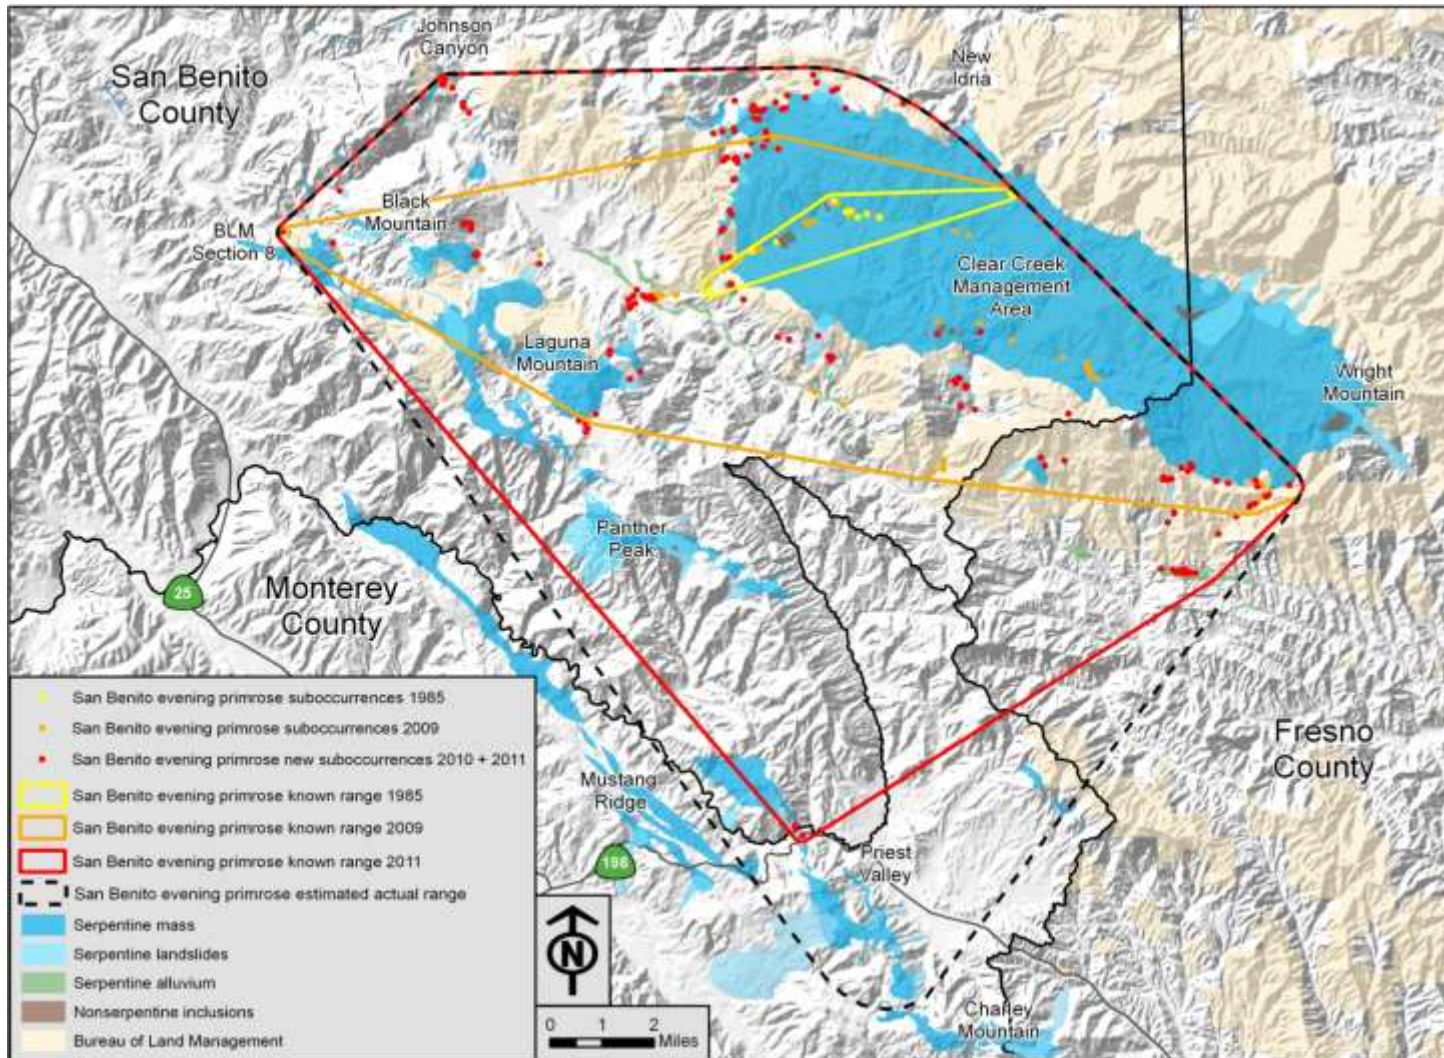 Johnson
Canyon
San Benito
County
New
Idria
Black
Mountain
BLM
Section 8
Clear Creek
Management
Area
Laguna
Mountain
Wright
Mountain
Panther
Peak
25
Monterey
County
Fresno
County
Mustang
Ridge
198
Priest
Valley
Charley
Mountain
San Benito evening primrose suboccurrences 1985
San Benito evening primrose suboccurrences 2009
San Benito evening primrose new suboccurrences 2010 + 2011
San Benito evening primrose known range 1985
San Benito evening primrose known range 2009
San Benito evening primrose known range 2011
San Benito evening primrose estimated actual range
Serpentine mass
Serpentine landslides
Serpentine alluvium
Nonserpentine inclusions
Bureau of Land Management
N
0 1 2
Miles